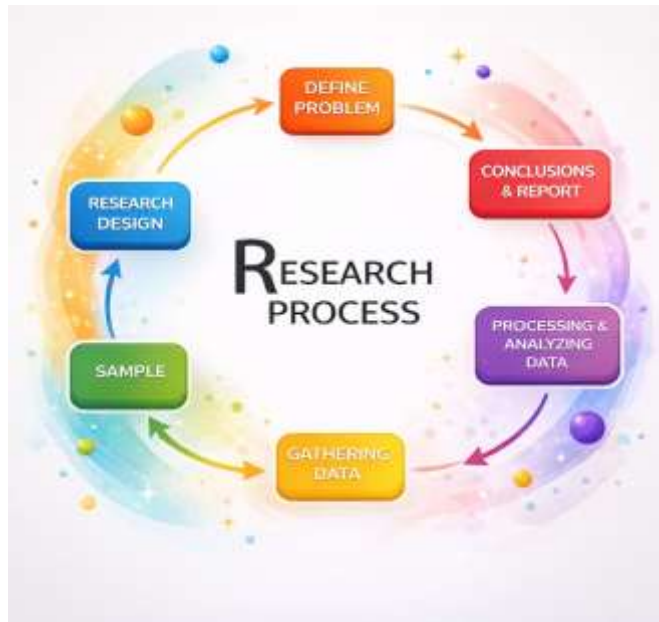 DEFINE
PROBLEM
CONCLUSIONS
& REPORT
RESEARCH
DESIGN
RESEARCH
PROCESS
PROCESSING &
ANALYZING
DATA
SAMPLE
GATHERING
DATA